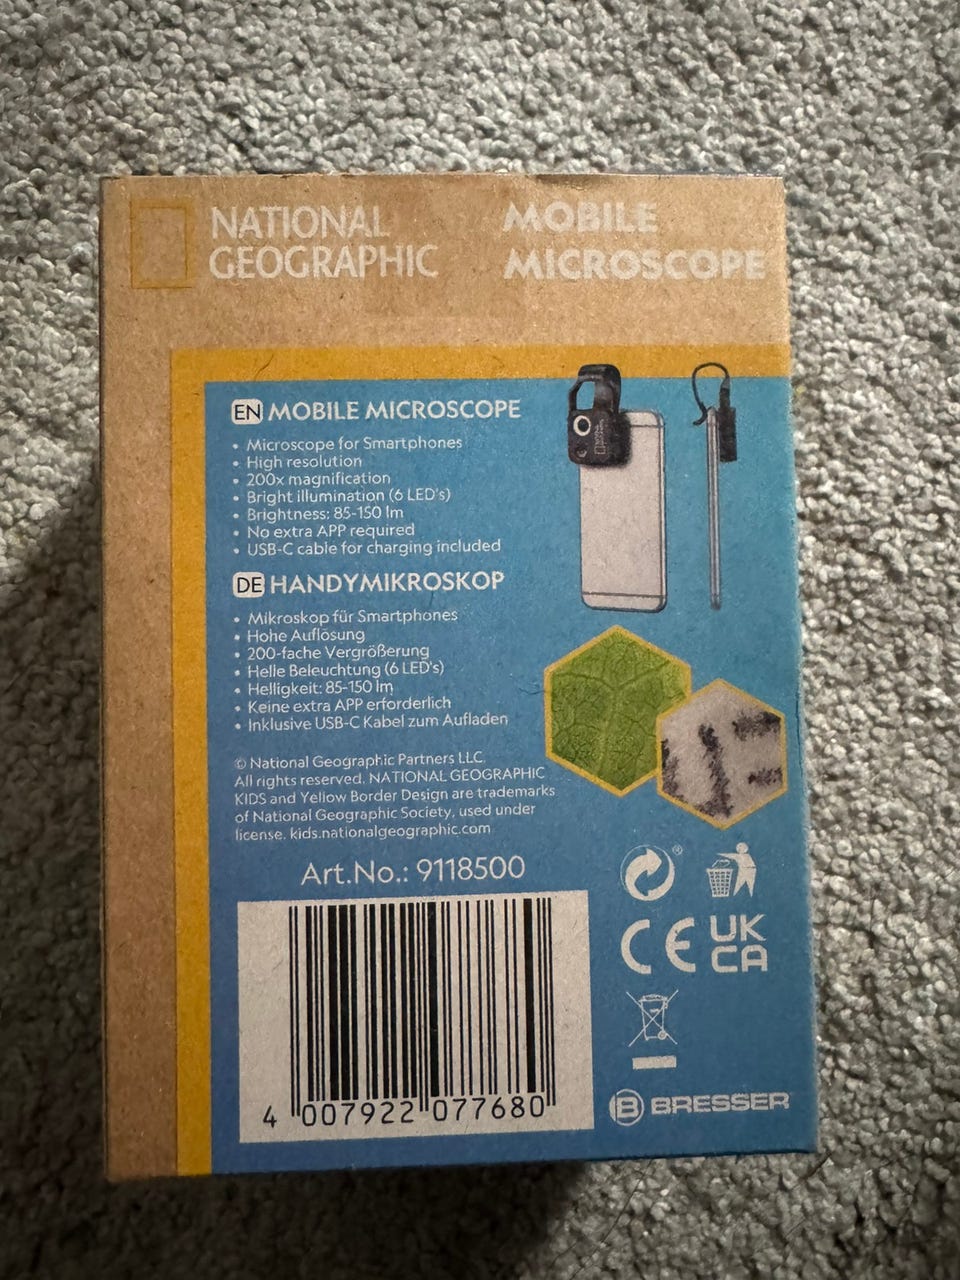 NATIONAL
GEOGRAPHIC
MOBILE
MICROSCOPE
EN MOBILE MICROSCOPE
• Microscope for Smartphones
• High resolution
• 200x magnification
• Bright illumination (6 LED's)
• Brightness: 85-150 lm
• No extra APP required
• USB-C cable for charging included
DE HANDYMIKROSKOP
• Mikroskop für Smartphones
• Hohe Auflösung
• 200-fache Vergrößerung
• Helle Beleuchtung (6 LED's)
• Helligkeit: 85-150 lm
• Keine extra APP erforderlich
• Inklusive USB-C Kabel zum Aufladen
© National Geographic Partners LLC.
All rights reserved. NATIONAL GEOGRAPHIC
KIDS and Yellow Border Design are trademarks
of National Geographic Society, used under
license. kids.nationalgeographic.com
Art.No.: 9118500
4 007922 077680
®
CE
UK
CA
B BRESSER